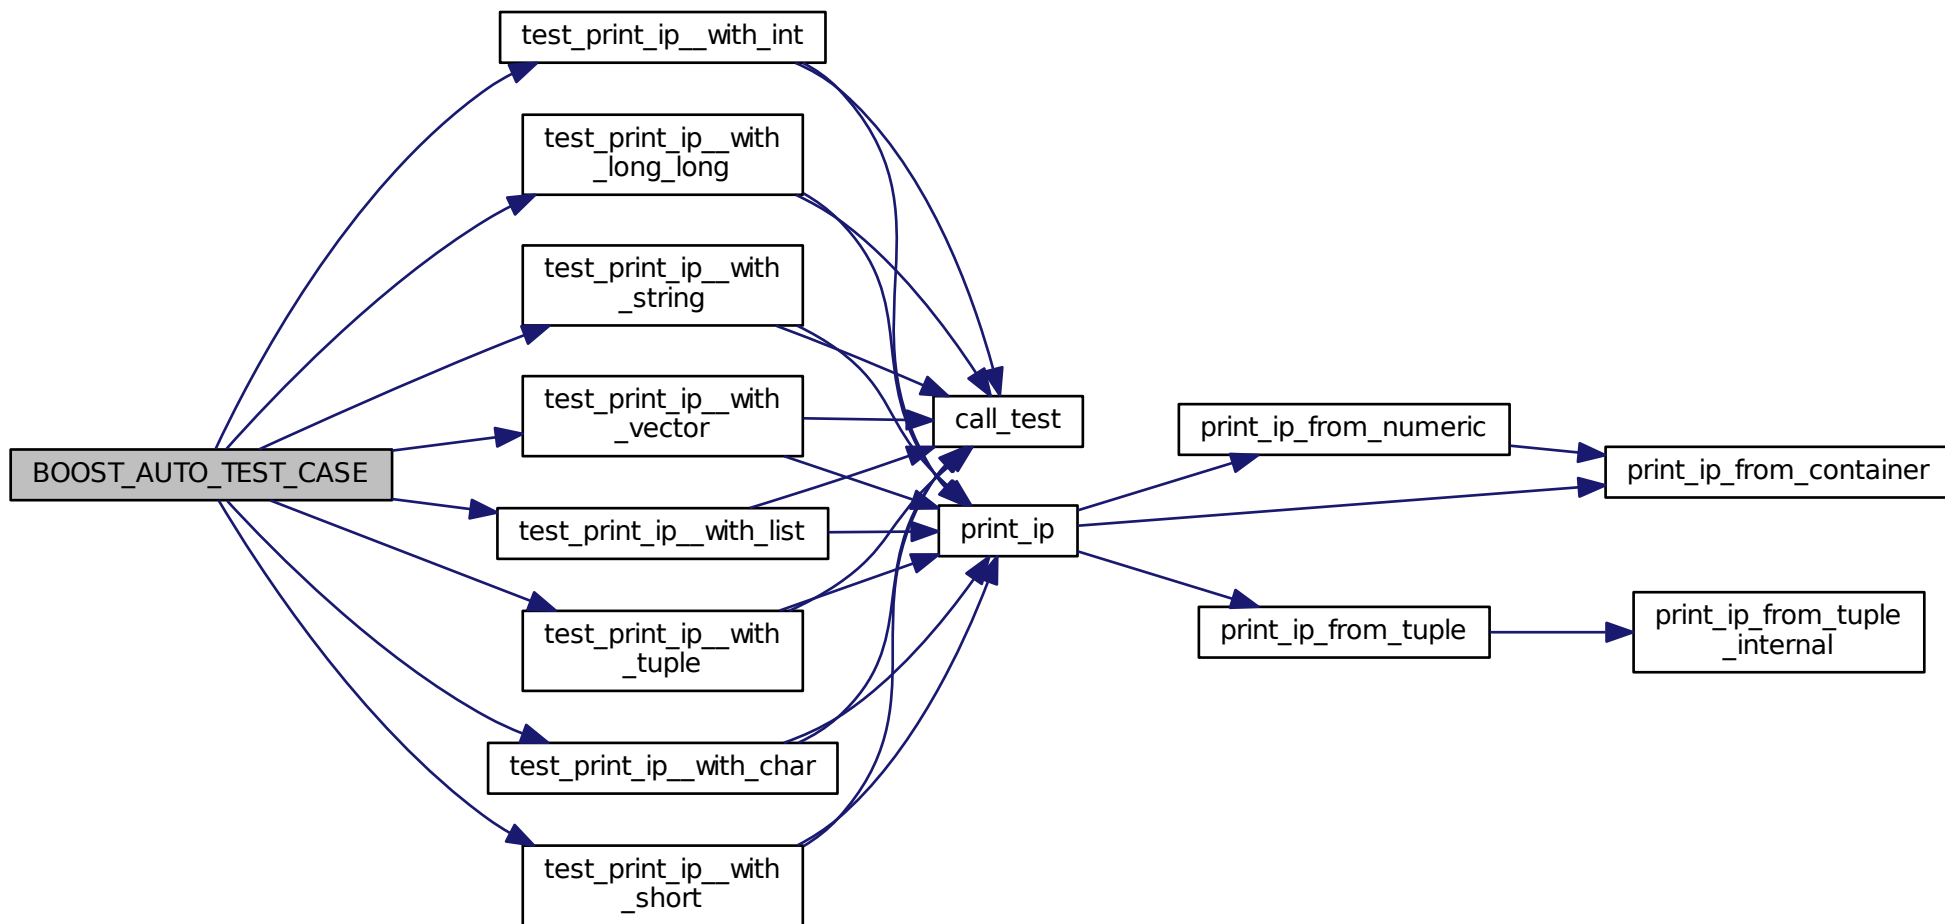 BOOST_AUTO_TEST_CASE
test_print_ip__with_int
test_print_ip__with
_long_long
test_print_ip__with
_string
test_print_ip__with
_vector
test_print_ip__with_list
test_print_ip__with
_tuple
test_print_ip__with_char
test_print_ip__with
_short
call_test
print_ip
print_ip_from_numeric
print_ip_from_tuple
print_ip_from_container
print_ip_from_tuple
_internal